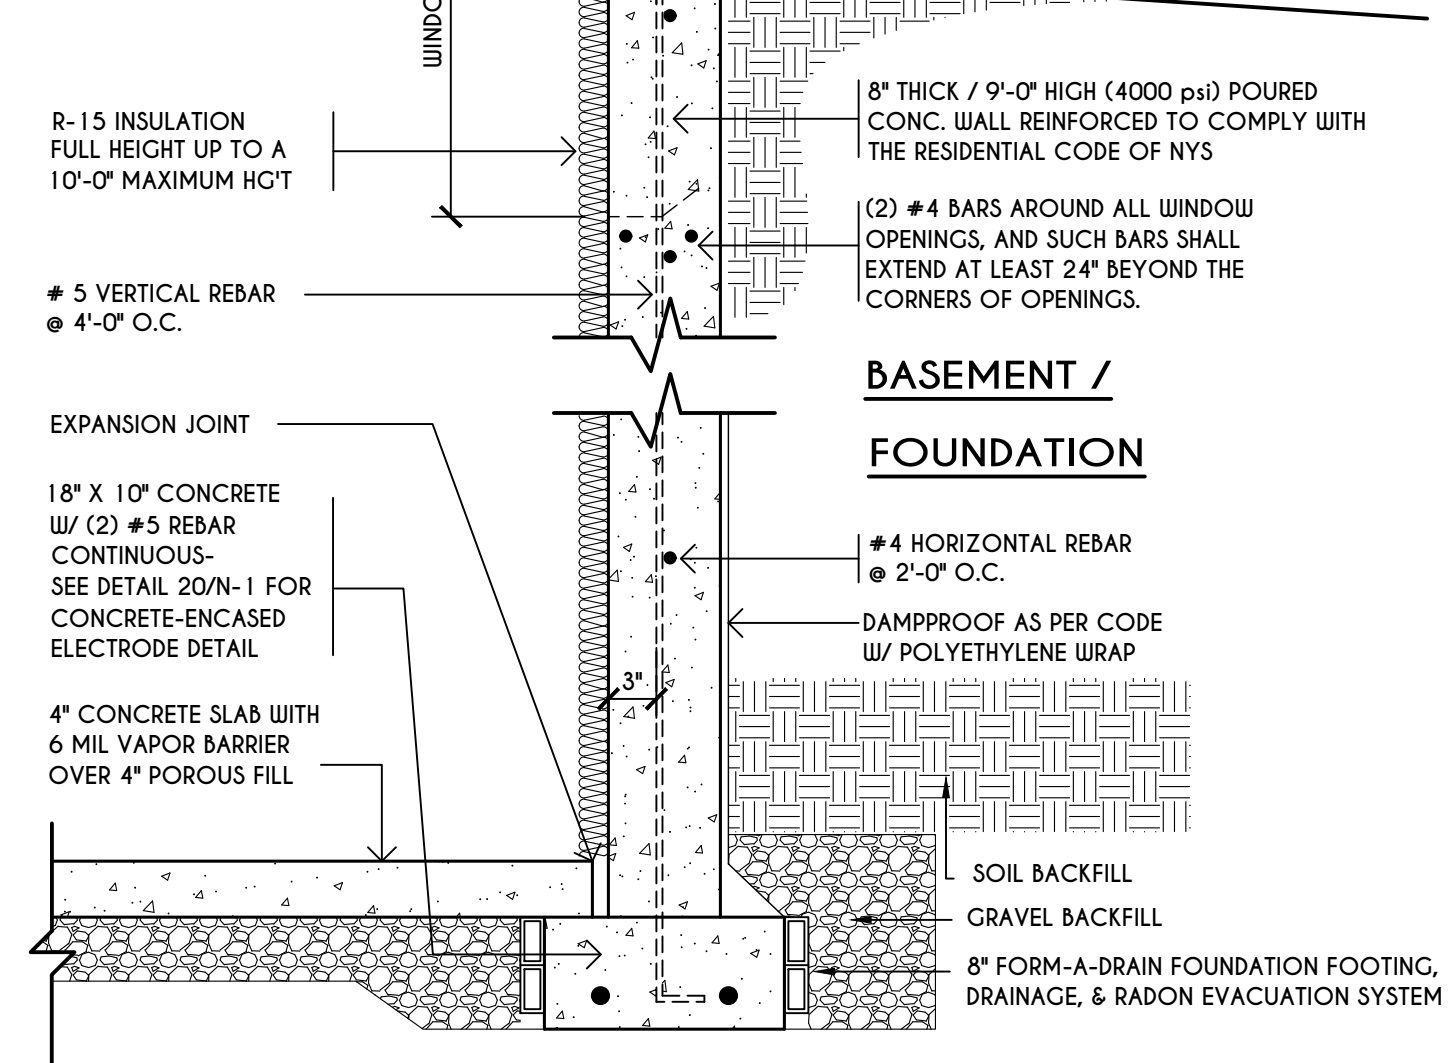 WINDO
R-15 INSULATION
FULL HEIGHT UP TO A
10'-0" MAXIMUM HG'T
# 5 VERTICAL REBAR
@ 4'-0" O.C.
EXPANSION JOINT
18" X 10" CONCRETE
W/ (2) #5 REBAR
CONTINUOUS-
SEE DETAIL 20/N-1 FOR
CONCRETE-ENCASED
ELECTRODE DETAIL
4" CONCRETE SLAB WITH
6 MIL VAPOR BARRIER
OVER 4" POROUS FILL
3"
8" THICK / 9'-0" HIGH (4000 psi) POURED
CONC. WALL REINFORCED TO COMPLY WITH
THE RESIDENTIAL CODE OF NYS
(2) #4 BARS AROUND ALL WINDOW
OPENINGS, AND SUCH BARS SHALL
EXTEND AT LEAST 24" BEYOND THE
CORNERS OF OPENINGS.
BASEMENT /
FOUNDATION
#4 HORIZONTAL REBAR
@ 2'-0" O.C.
DAMPPROOF AS PER CODE
W/ POLYETHYLENE WRAP
SOIL BACKFILL
GRAVEL BACKFILL
8" FORM-A-DRAIN FOUNDATION FOOTING,
DRAINAGE, & RADON EVACUATION SYSTEM